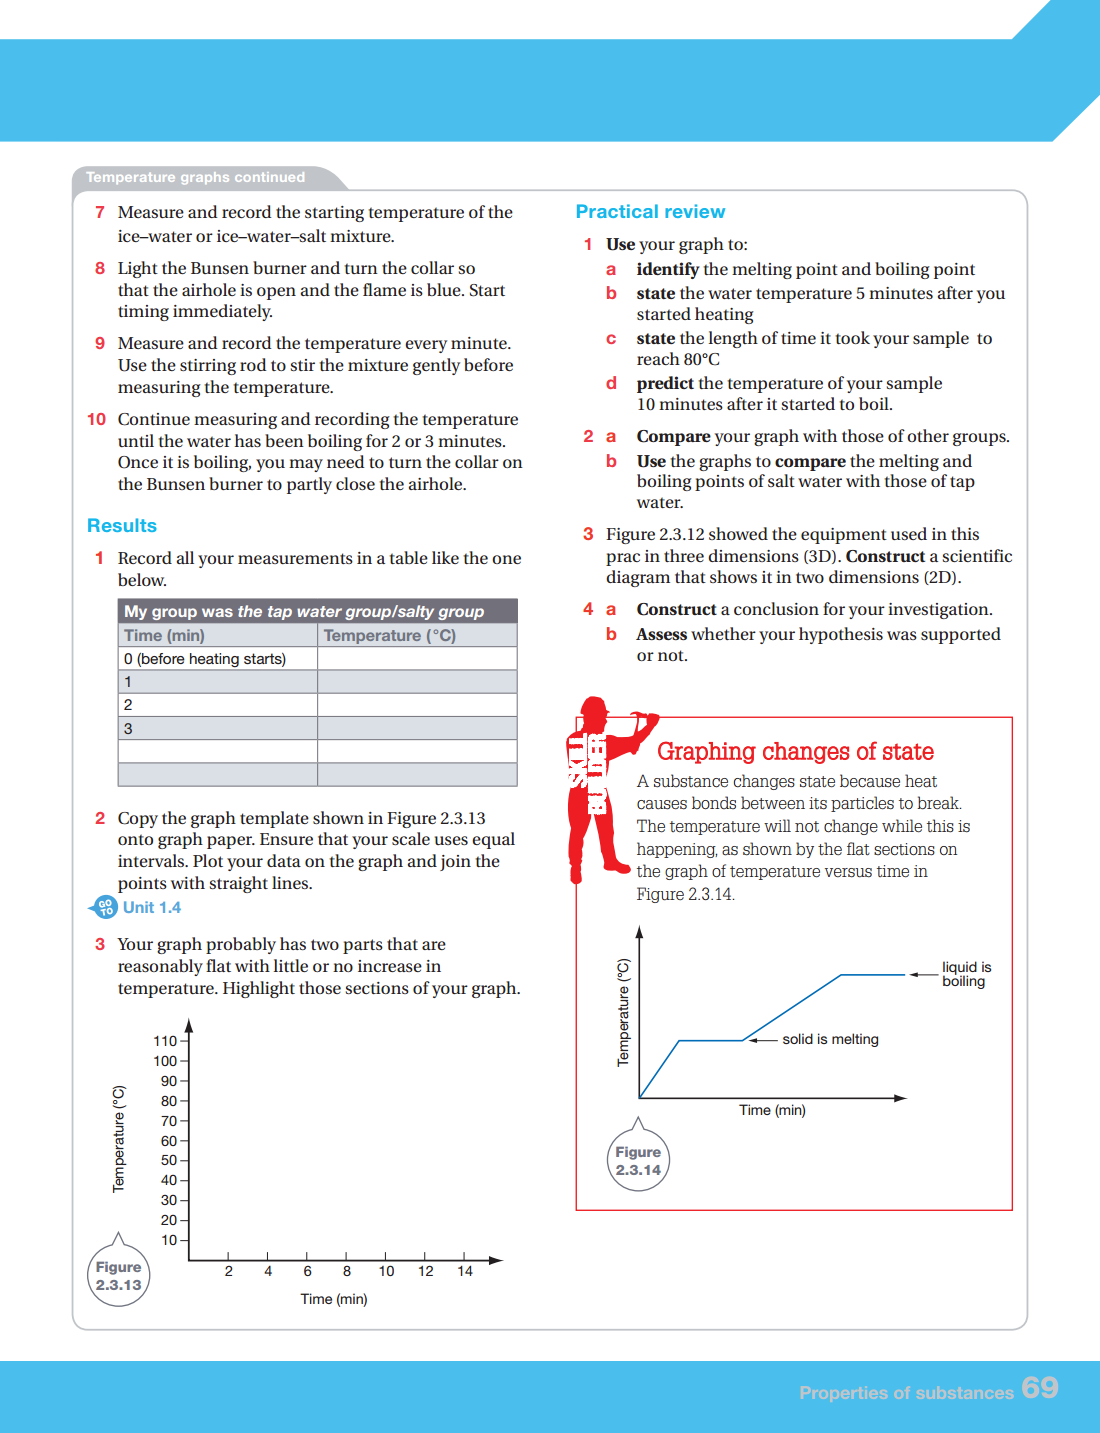 Temperature graphs continued
7 Measure and record the starting temperature of the
ice–water or ice–water–salt mixture.
8 Light the Bunsen burner and turn the collar so
that the airhole is open and the flame is blue. Start
timing immediately.
9 Measure and record the temperature every minute.
Use the stirring rod to stir the mixture gently before
measuring the temperature.
10 Continue measuring and recording the temperature
until the water has been boiling for 2 or 3 minutes.
Once it is boiling, you may need to turn the collar on
the Bunsen burner to partly close the airhole.
Results
1 Record all your measurements in a table like the one
below.
My group was the tap water group/salty group
Time (min) Temperature (°C)
0 (before heating starts)
1
2
3
2 Copy the graph template shown in Figure 2.3.13
onto graph paper. Ensure that your scale uses equal
intervals. Plot your data on the graph and join the
points with straight lines.
GO
TO Unit 1.4
3 Your graph probably has two parts that are
reasonably flat with little or no increase in
temperature. Highlight those sections of your graph.
110
100
90
80
70
60
50
40
30
20
10
Temperature (°C)
2 4 6 8 10 12 14
Time (min)
Figure
2.3.13
Practical review
1 Use your graph to:
a identify the melting point and boiling point
b state the water temperature 5 minutes after you
started heating
c state the length of time it took your sample to
reach 80°C
d predict the temperature of your sample
10 minutes after it started to boil.
2 a Compare your graph with those of other groups.
b Use the graphs to compare the melting and
boiling points of salt water with those of tap
water.
3 Figure 2.3.12 showed the equipment used in this
prac in three dimensions (3D). Construct a scientific
diagram that shows it in two dimensions (2D).
4 a Construct a conclusion for your investigation.
b Assess whether your hypothesis was supported
or not.
SKILL
BUILDER
Graphing changes of state
A substance changes state because heat
causes bonds between its particles to break.
The temperature will not change while this is
happening, as shown by the flat sections on
the graph of temperature versus time in
Figure 2.3.14.
Temperature (°C)
liquid is
boiling
solid is melting
Time (min)
Figure
2.3.14
Properties of substances 69